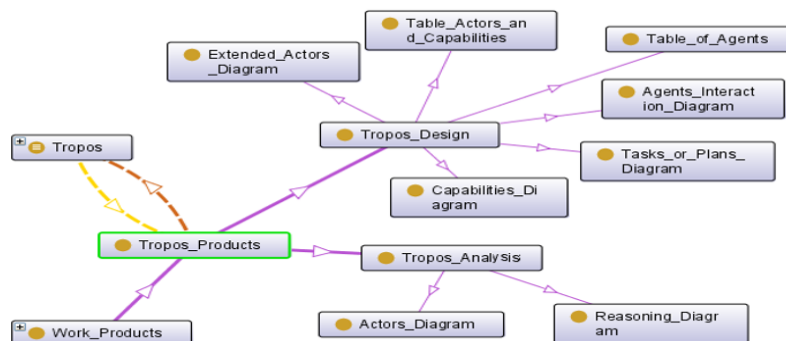 Table_Actors_an
d_Capabilities
Extended_Actors
_Diagram
Table_of_Agents
Agents_Interact
ion_Diagram
Tropos_Design
Tropos
Tasks_or_Plans_
Diagram
Capabilities_Di
agram
Tropos_Products
Tropos_Analysis
Actors_Diagram
Reasoning_Diagr
am
Work_Products